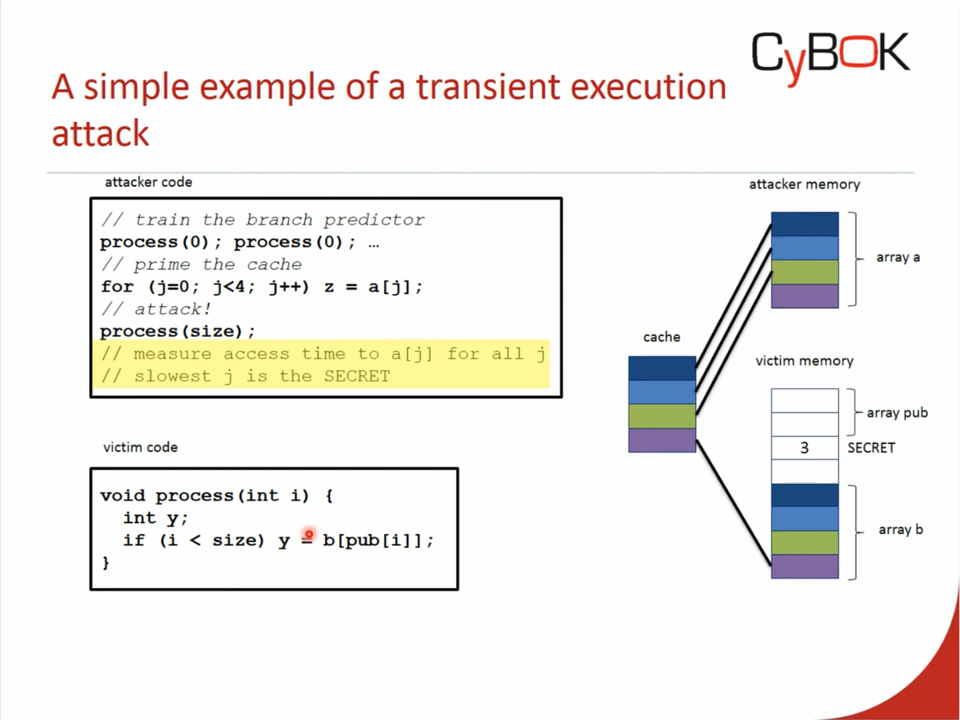 CyBOK
A simple example of a transient execution
attack
attacker code
// train the branch predictor
process(0); process(0); …
// prime the cache
for (j=0; j<4; j++) z = a[j];
// attack!
process(size);
// measure access time to a[j] for all j
// slowest j is the SECRET
victim code
void process(int i) {
int y;
if (i < size) y = b[pub[i]];
}
attacker memory
array a
cache
victim memory
array pub
3 SECRET
array b